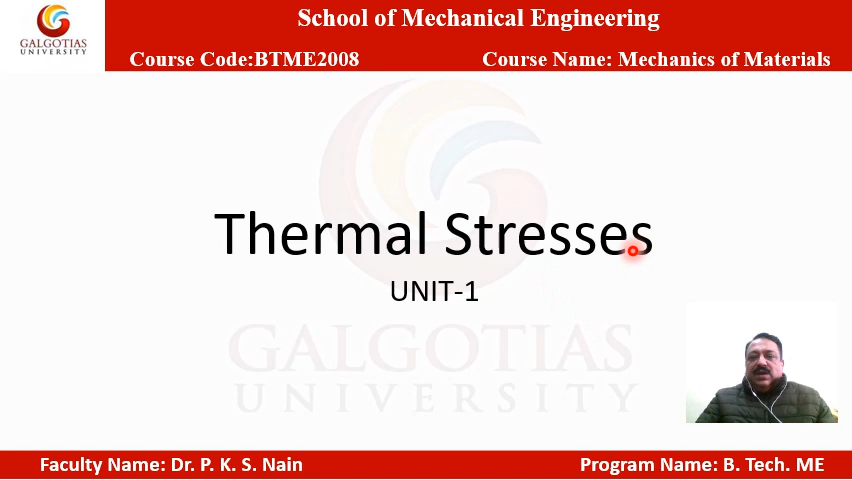 School of Mechanical Engineering
GALGOTIAS
UNIVERSITY
Course Code:BTME2008
Course Name: Mechanics of Materials
Thermal Stresses
UNIT-1
GALGOTIAS
UNIVERSITY
Faculty Name: Dr. P. K. S. Nain
Program Name: B. Tech. ME